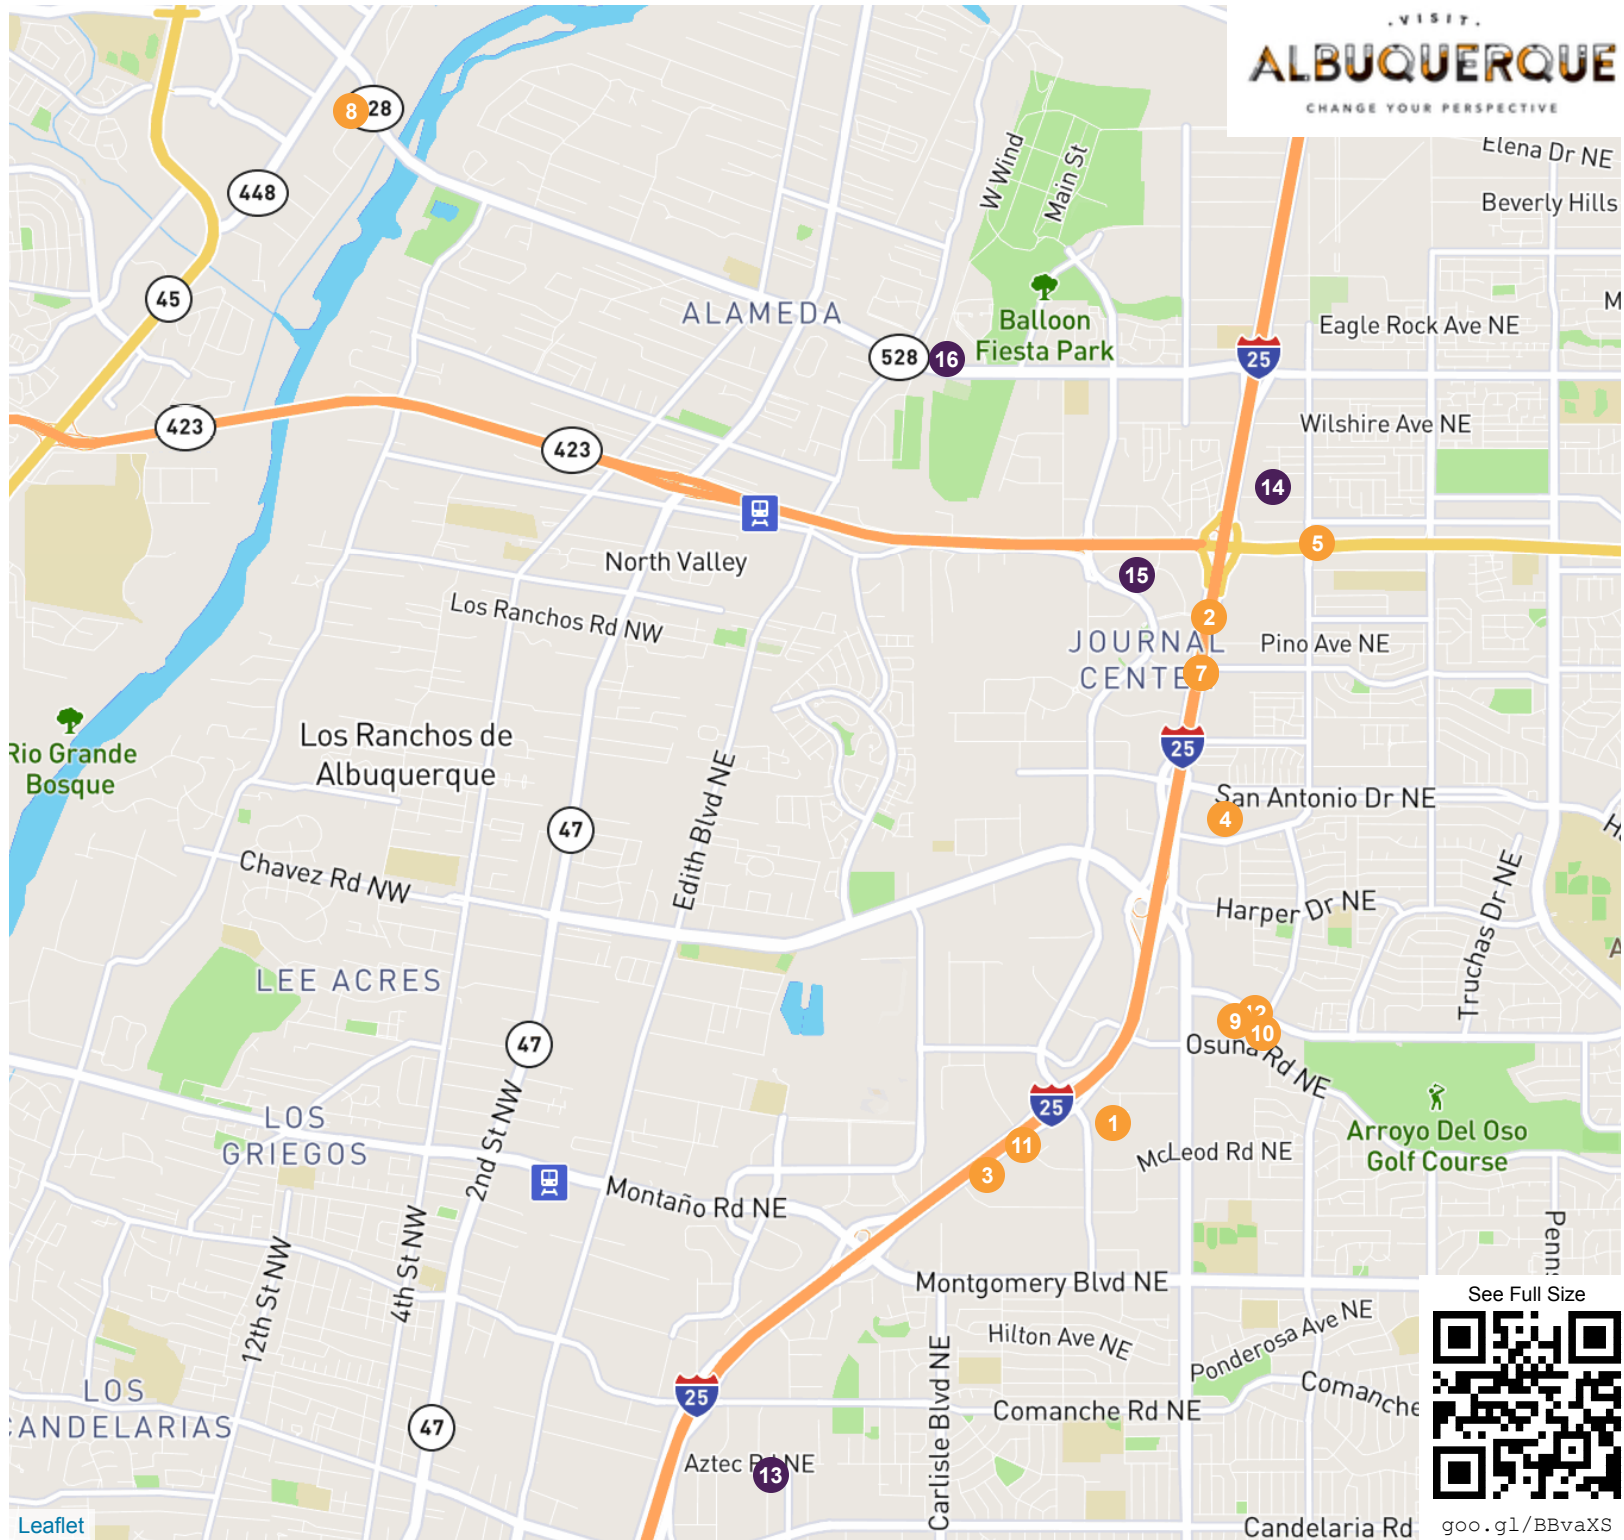 . VISIT .
ALBUQUERQUE
CHANGE YOUR PERSPECTIVE
8
28
W Wind
Main St
Elena Dr NE
448
Beverly Hills
45
ALAMEDA
Balloon
Fiesta Park
528
16
25
Eagle Rock Ave NE
423
423
Wilshire Ave NE
14
5
North Valley
15
Los Ranchos Rd NW
2
JOURNAL
CENTE
7
Pino Ave NE
Rio Grande
Bosque
Los Ranchos de
Albuquerque
25
Edith Blvd NE
San Antonio Dr NE
4
47
Chavez Rd NW
Harper Dr NE
Truchas Dr NE
LEE ACRES
12
9
10
Osuna Rd NE
47
25
1
11
3
McLeod Rd NE
Arroyo Del Oso
Golf Course
LOS
GRIEGOS
2nd St NW
Montaño Rd NE
4th St NW
12th St NW
Penns
Montgomery Blvd NE
See Full Size
Hilton Ave NE
Ponderosa Ave NE
Carlisle Blvd NE
25
Comanche
LOS
CANDELARIAS
47
Comanche Rd NE
Aztec Rd NE
13
Candelaria Rd
Leaflet
goo.gl/BBvaXS